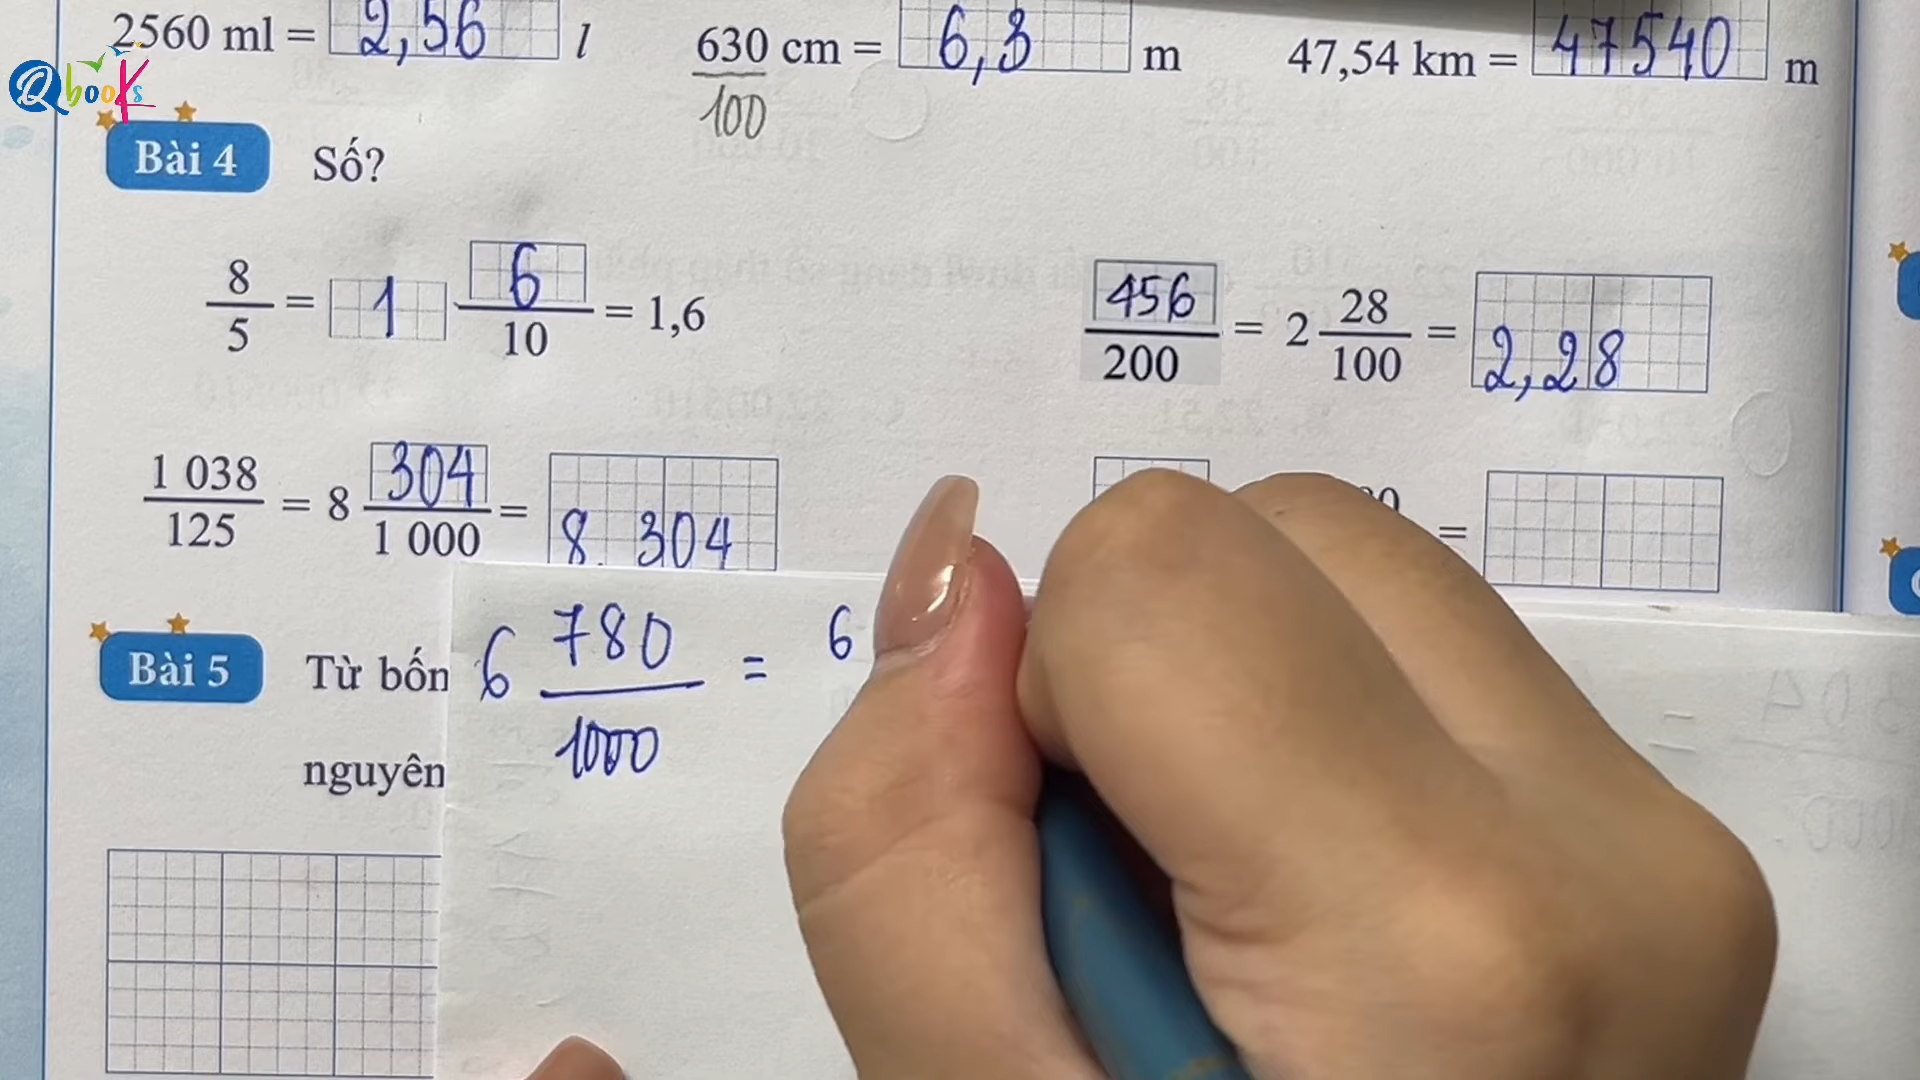 2560 ml = 2,56 l 630 cm = 6,3 m 47,54 km = 47540 m
100
Qbooks
Bài 4 Số?
8/5 = 1 6/10 = 1,6
456/200 = 2 28/100 = 2,28
1 038/125 = 8 304/1 000 = 8,304
=
Bài 5 Từ bốn
nguyên
6 780/1000 = 6